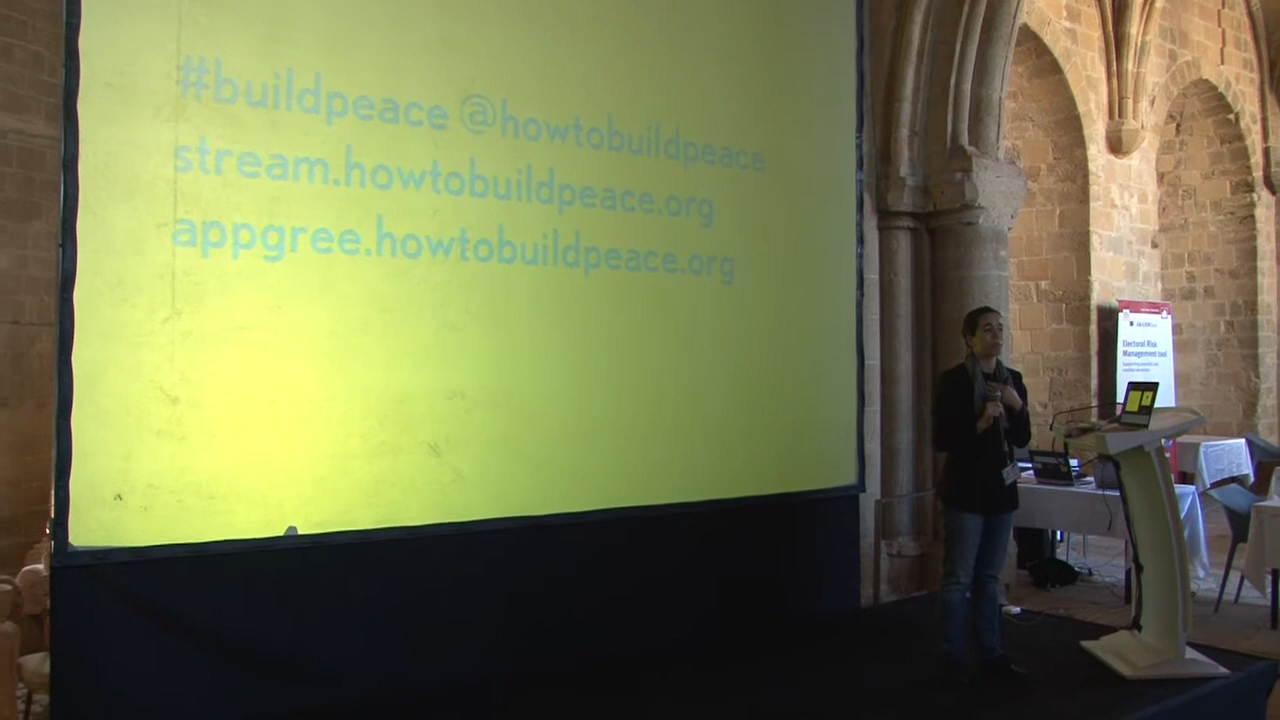 #buildpeace @howtobuildpeace
stream.howtobuildpeace.org
appgree.howtobuildpeace.org
Electoral Risk
Management tool